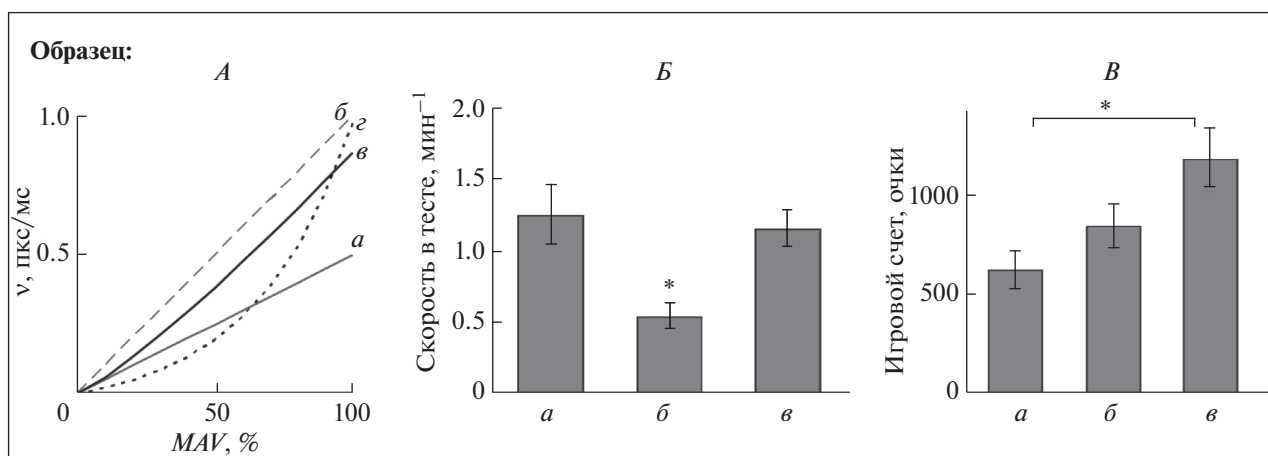 Образец:
А
ν, пкс/мс
1.0
0.5
0
50
100
MAV, %
б
г
в
а
Б
Скорость в тесте, мин⁻¹
2.0
1.5
1.0
0.5
0
*
а
б
в
В
Игровой счет, очки
1000
500
0
*
а
б
в